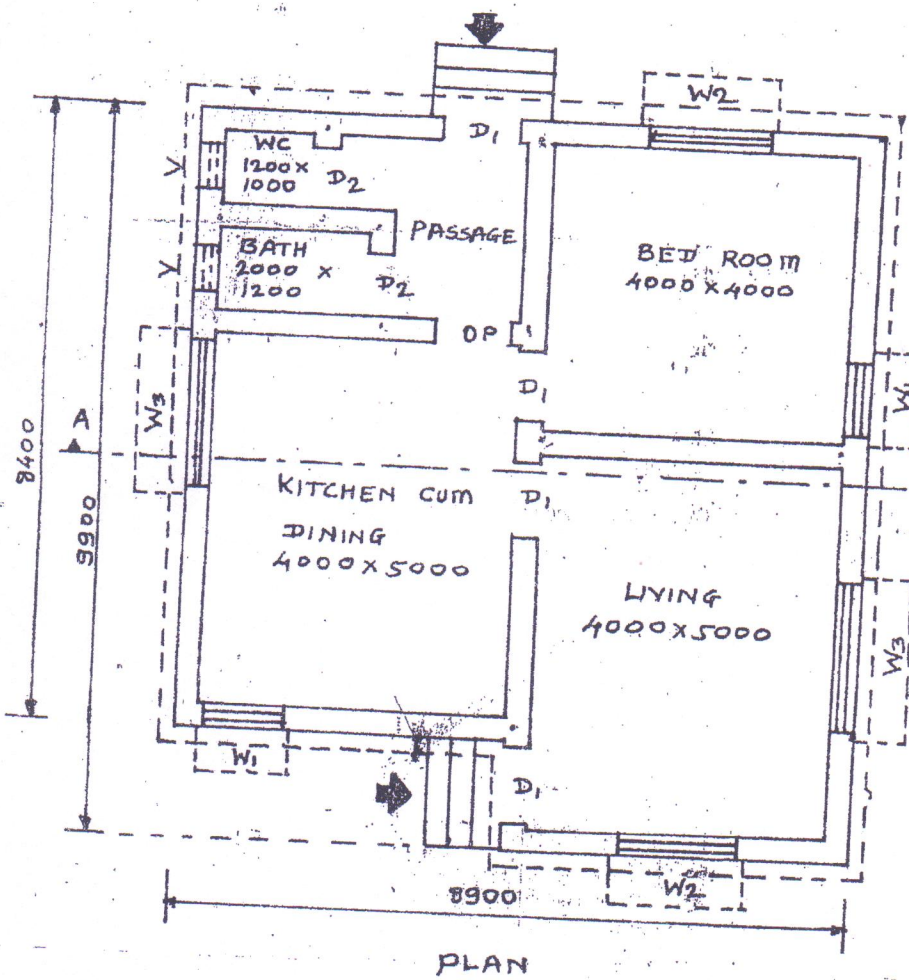 W2
D1
WC
1200×
1000
D2
V
PASSAGE
BATH
2000 ×
1200
D2
V
BED ROOM
4000×4000
OP
D1
W1
W3
A
8400
9900
KITCHEN CUM
DINING
4000×5000
D1
LIVING
4000×5000
W3
W1
D1
W2
8900
PLAN